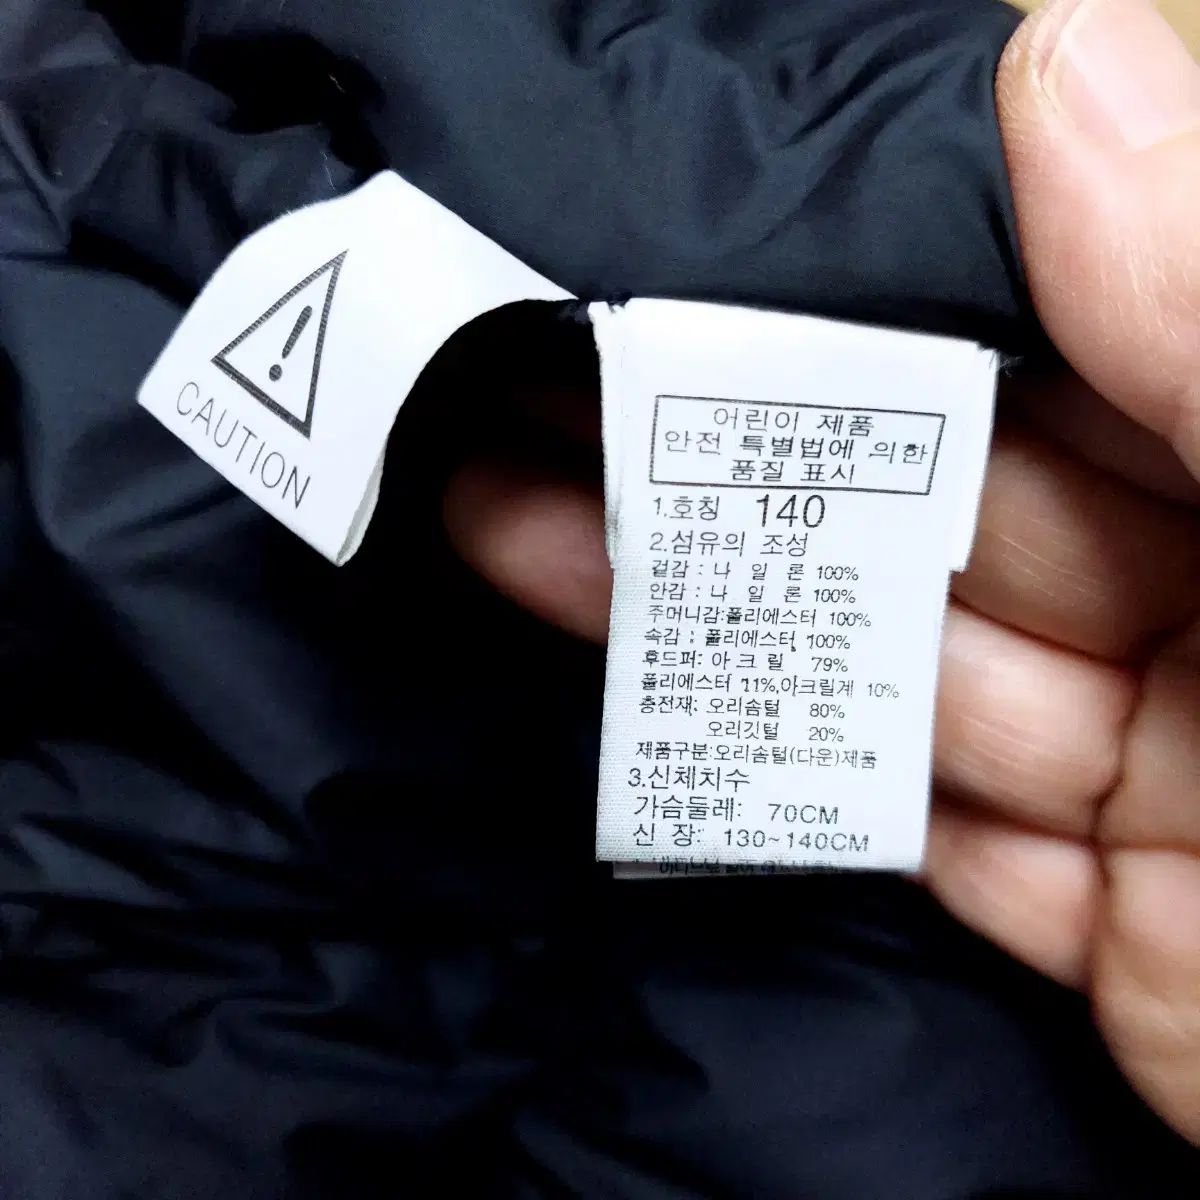 CAUTION
어린이 제품
안전 특별법에 의한
품질 표시
1.호칭 140
2.섬유의 조성
겉감 : 나 일 론 100%
안감 : 나 일 론 100%
주머니감:폴리에스터 100%
속감 : 폴리에스터 100%
후드퍼: 아 크 릴 79%
폴리에스터 11%,아크릴계 10%
충전재: 오리솜털 80%
오리깃털 20%
제품구분:오리솜털(다운)제품
3.신체치수
가슴둘레: 70CM
신 장: 130~140CM